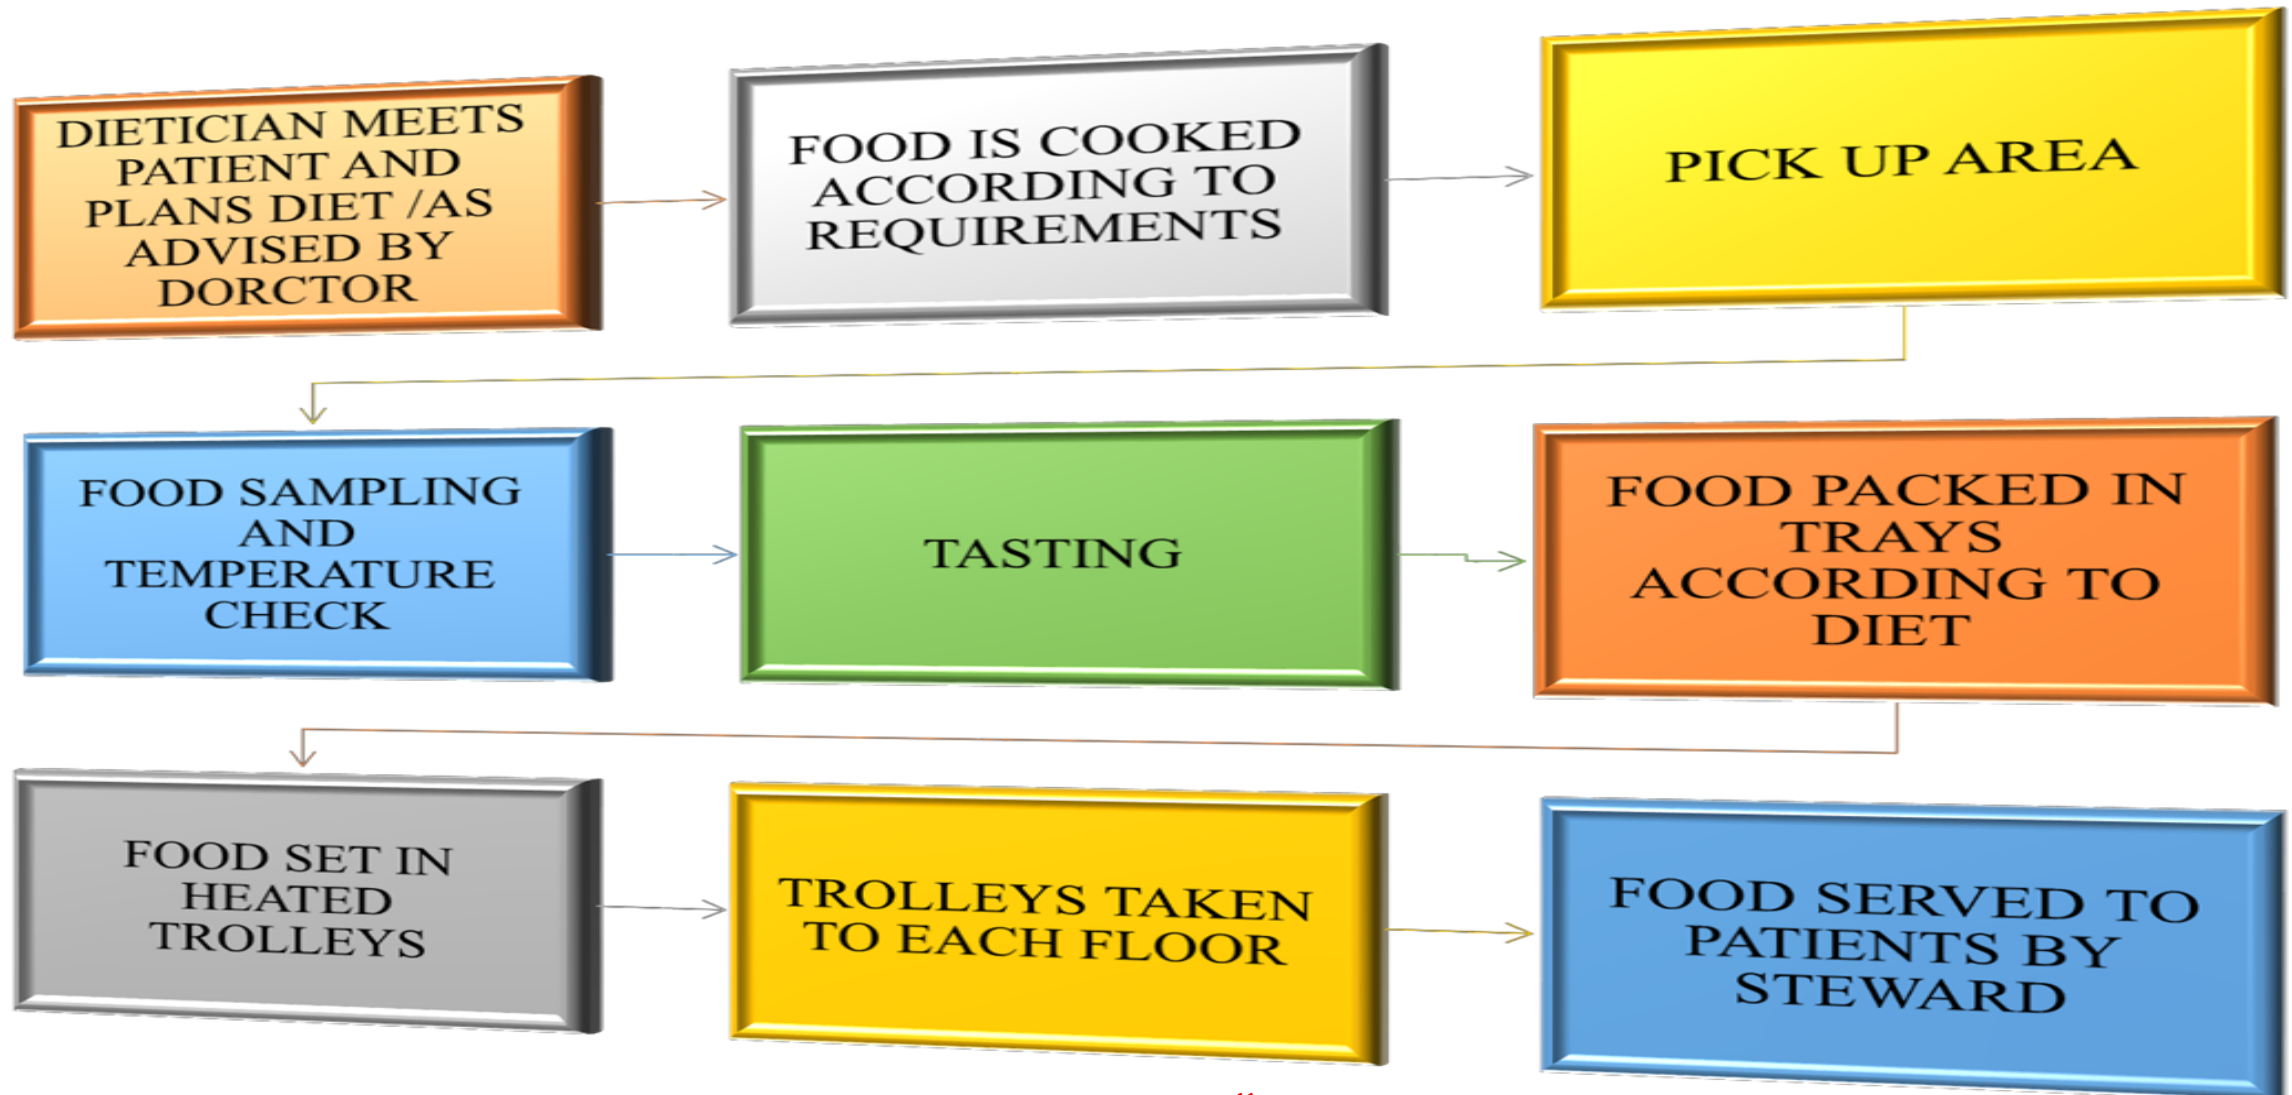 DIETICIAN MEETS
PATIENT AND
PLANS DIET /AS
ADVISED BY
DORCTOR
FOOD IS COOKED
ACCORDING TO
REQUIREMENTS
PICK UP AREA
FOOD SAMPLING
AND
TEMPERATURE
CHECK
TASTING
FOOD PACKED IN
TRAYS
ACCORDING TO
DIET
FOOD SET IN
HEATED
TROLLEYS
TROLLEYS TAKEN
TO EACH FLOOR
FOOD SERVED TO
PATIENTS BY
STEWARD